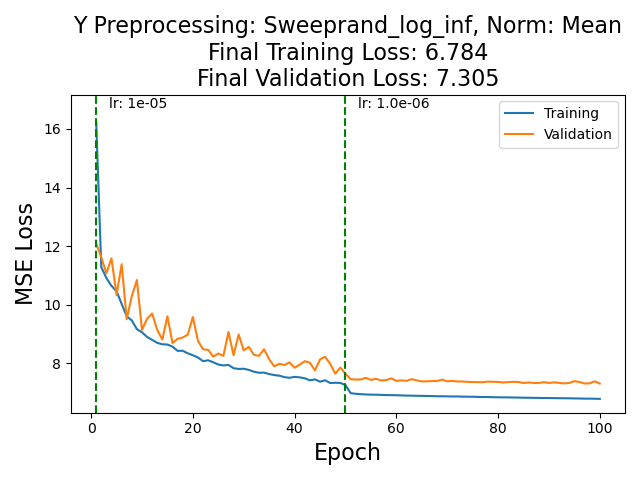 Y Preprocessing: Sweeprand_log_inf, Norm: Mean
Final Training Loss: 6.784
Final Validation Loss: 7.305
lr: 1e-05
lr: 1.0e-06
Training
Validation
MSE Loss
16
14
12
10
8
0
20
40
60
80
100
Epoch